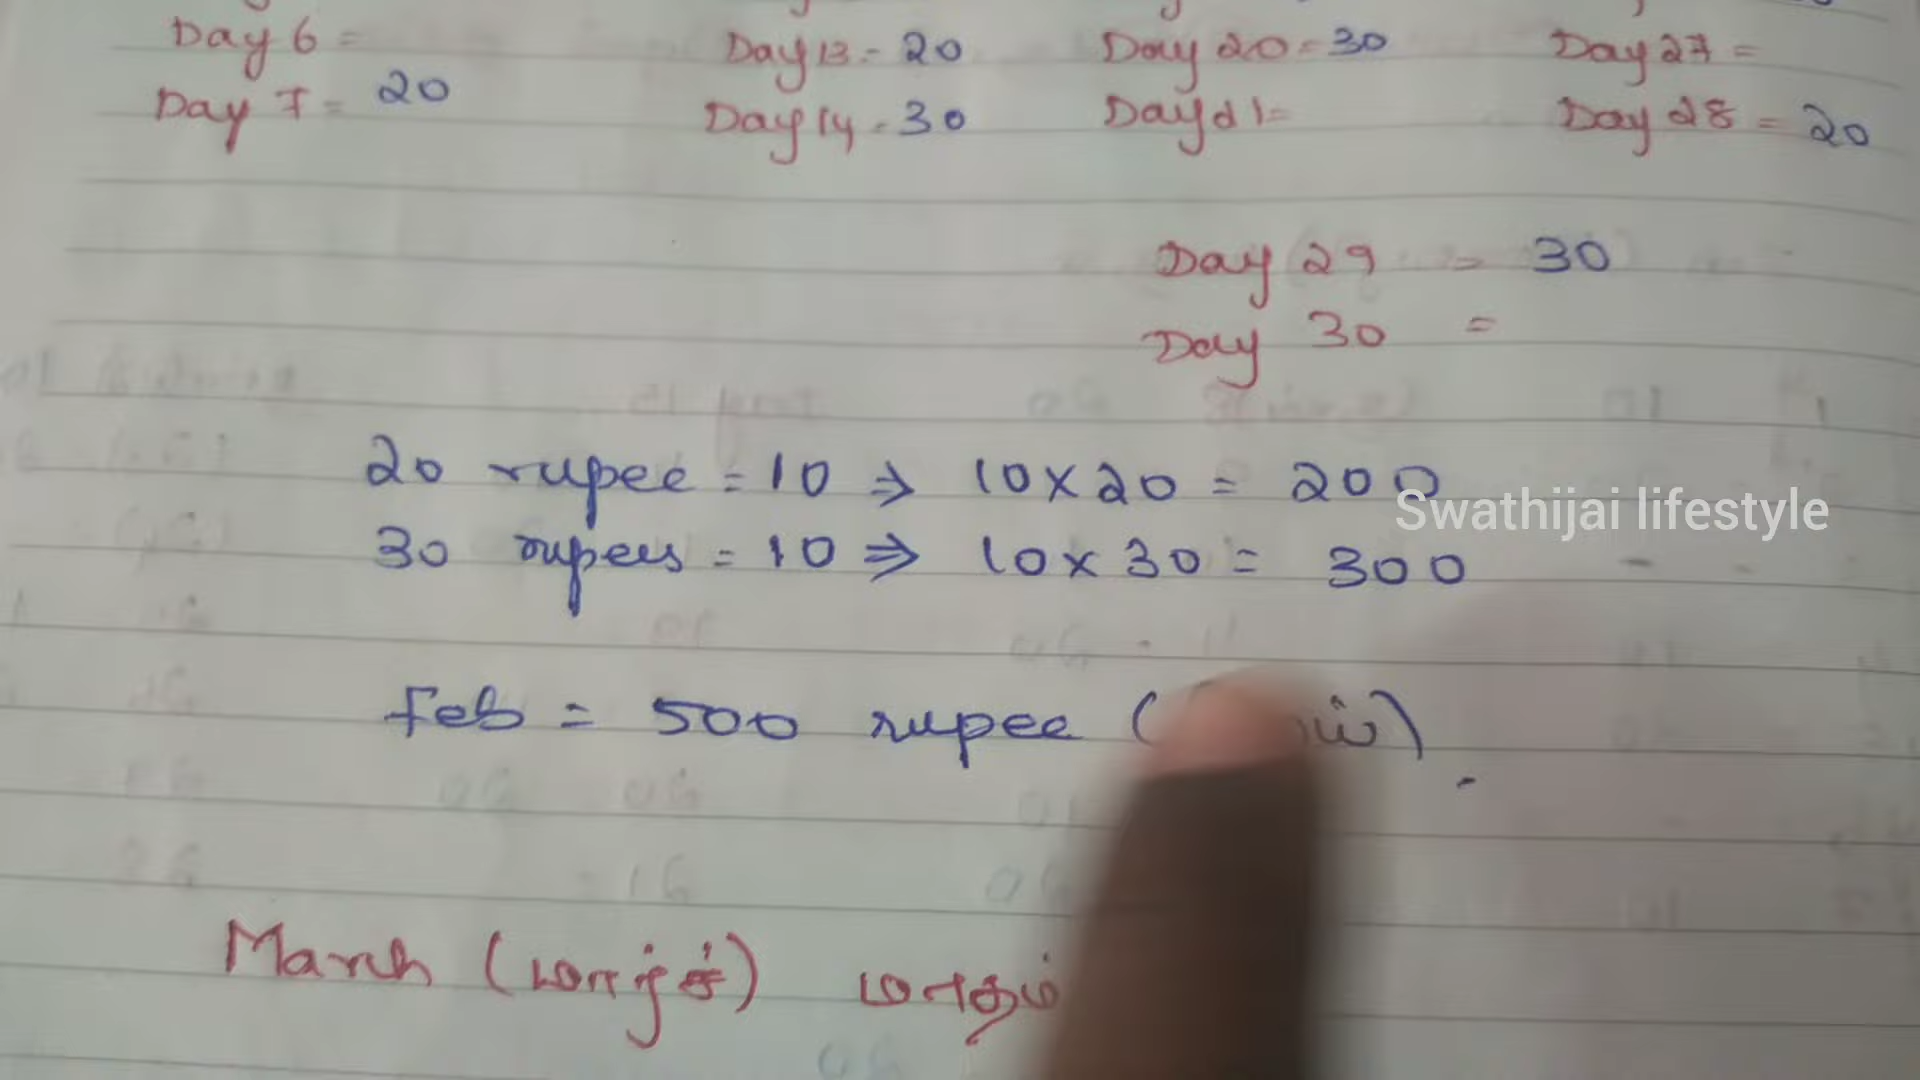 Day 6 =
Day 13 - 20
Day 20 = 30
Day 27 =
Day 7 = 20
Day 14 - 30
Day 21 =
Day 28 = 20
Day 29 = 30
Day 30 =
20 rupee = 10 ⇒ 10 x 20 = 200
30 rupees = 10 ⇒ 10 x 30 = 300
Swathijai lifestyle
Feb = 500 rupee (
March (மார்ச்) மாதம்